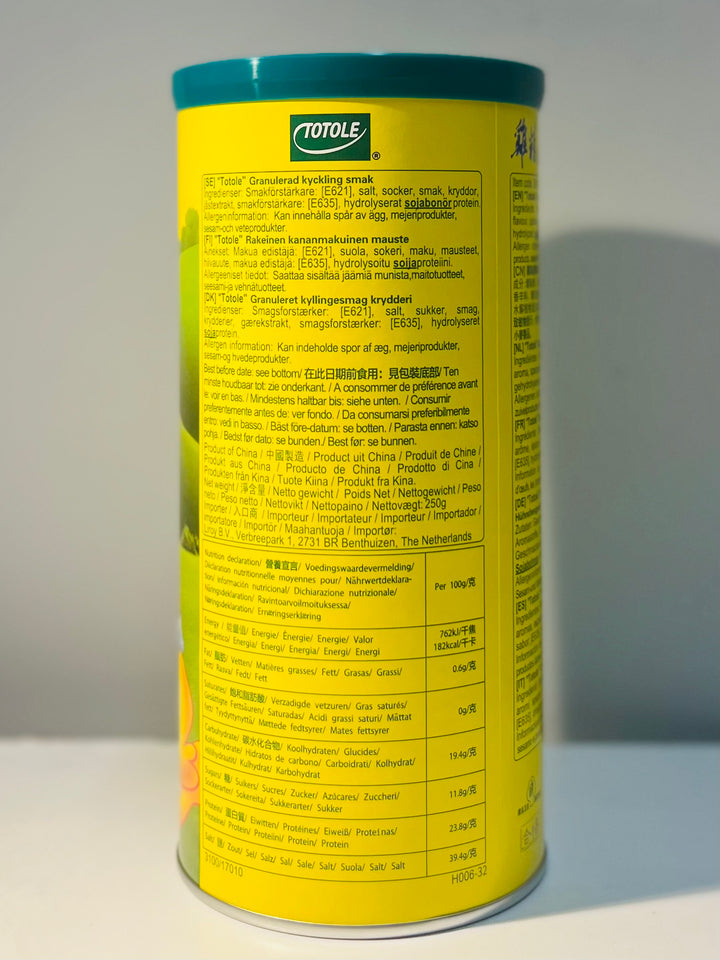 TOTOLE
®
[SE] "Totole" Granulerad kyckling smak
Ingredienser: Smakförstärkare: [E621], salt, socker, smak, kryddor,
jästextrakt, smakförstärkare: [E635], hydrolyserat sojabonör protein.
Allergeninformation: Kan innehålla spår av ägg, mejeriprodukter,
sesam-och veteprodukter.
[FI] "Totole" Rakeinen kananmakuinen mauste
Ainekset: Makua edistäjä: [E621], suola, sokeri, maku, mausteet,
hiivauute, makua edistäjä: [E635], hydrolysoitu soijaproteiini.
Allergeeniset tiedot: Saattaa sisältää jäämiä munista,maitotuotteet,
seesami-ja vehnätuotteet.
[DK] "Totole" Granuleret kyllingesmag krydderi
Ingredienser: Smagsforstærker: [E621], salt, sukker, smag,
krydderier, gærekstrakt, smagsforstærker: [E635], hydrolyseret
sojaprotein.
Allergen information: Kan indeholde spor af æg, mejeriprodukter,
sesam-og hvedeprodukter.
Best before date: see bottom/ 在此日期前食用：見包裝底部/ Ten
minste houdbaar tot: zie onderkant. / A consommer de préférence avant
le: voir en bas. / Mindestens haltbar bis: siehe unten. / Consumir
preferentemente antes de: ver fondo. / Da consumarsi preferibilmente
entro: vedi in basso. / Bäst före-datum: se botten. / Parasta ennen: katso
pohja. / Bedst før dato: se bunden./ Best før: se bunnen.
Product of China / 中國製造 / Product uit China / Produit de Chine /
Produkt aus China / Producto de China / Prodotto di Cina /
Produkten från Kina / Tuote Kiina / Produkt fra Kina.
Net weight / 淨含量 / Netto gewicht / Poids Net / Nettogewicht / Peso
neto / Peso netto / Nettovikt / Nettopaino / Nettovægt: 250g
Importer / 入口商 / Importeur / Importateur / Importeur / Importador /
Importatore / Importör / Maahantuoja / Importør:
Liroy B.V., Verbreepark 1, 2731 BR Benthuizen, The Netherlands
Nutrition declaration/ 營養宣言/ Voedingswaardevermelding/
Déclaration nutritionnelle moyennes pour/ Nährwertdeklara-
tion/ Información nutricional/ Dichiarazione nutrizionale/
Näringsdeklaration/ Ravintoarvoilmoituksessa/
Næringsdeklaration/ Ernæringserklæring
Per 100g/克
Energy / 能量值/ Energie/ Énergie/ Energie/ Valor
energético/ Energia/ Energi/ Energia/ Energi/ Energi
762kJ/千焦
182kcal/千卡
Fat/ 脂肪/ Vetten/ Matières grasses/ Fett/ Grasas/ Grassi/
Fett/ Rasva/ Fedt/ Fett
0.6g/克
Saturates/ 飽和脂肪酸/ Verzadigde vetzuren/ Gras saturés/
Gesättigte Fettsäuren/ Saturadas/ Acidi grassi saturi/ Mättat
fett/ Tyydyttynyttä/ Mættede fedtsyrer/ Mates fettsyrer
0g/克
Carbohydrate/ 碳水化合物/ Koolhydraten/ Glucides/
Kohlenhydrate/ Hidratos de carbono/ Carboidrati/ Kolhydrat/
Hiilihydraatit/ Kulhydrat/ Karbohydrat
19.4g/克
Sugars/ 糖/ Suikers/ Sucres/ Zucker/ Azúcares/ Zuccheri/
Sockerarter/ Sokereita/ Sukkerarter/ Sukker
11.8g/克
Protein/ 蛋白質/ Eiwitten/ Protéines/ Eiweiß/ Proteínas/
Proteine/ Protein/ Proteiini/ Protein/ Protein
23.8g/克
Salt/ 鹽/ Zout/ Sel/ Salz/ Sal/ Sale/ Salt/ Suola/ Salt/ Salt
39.4g/克
3100/17010
H006-32
雞
[EN]
[CN]
[NL]
[FR]
[DE]
[ES]
[IT]